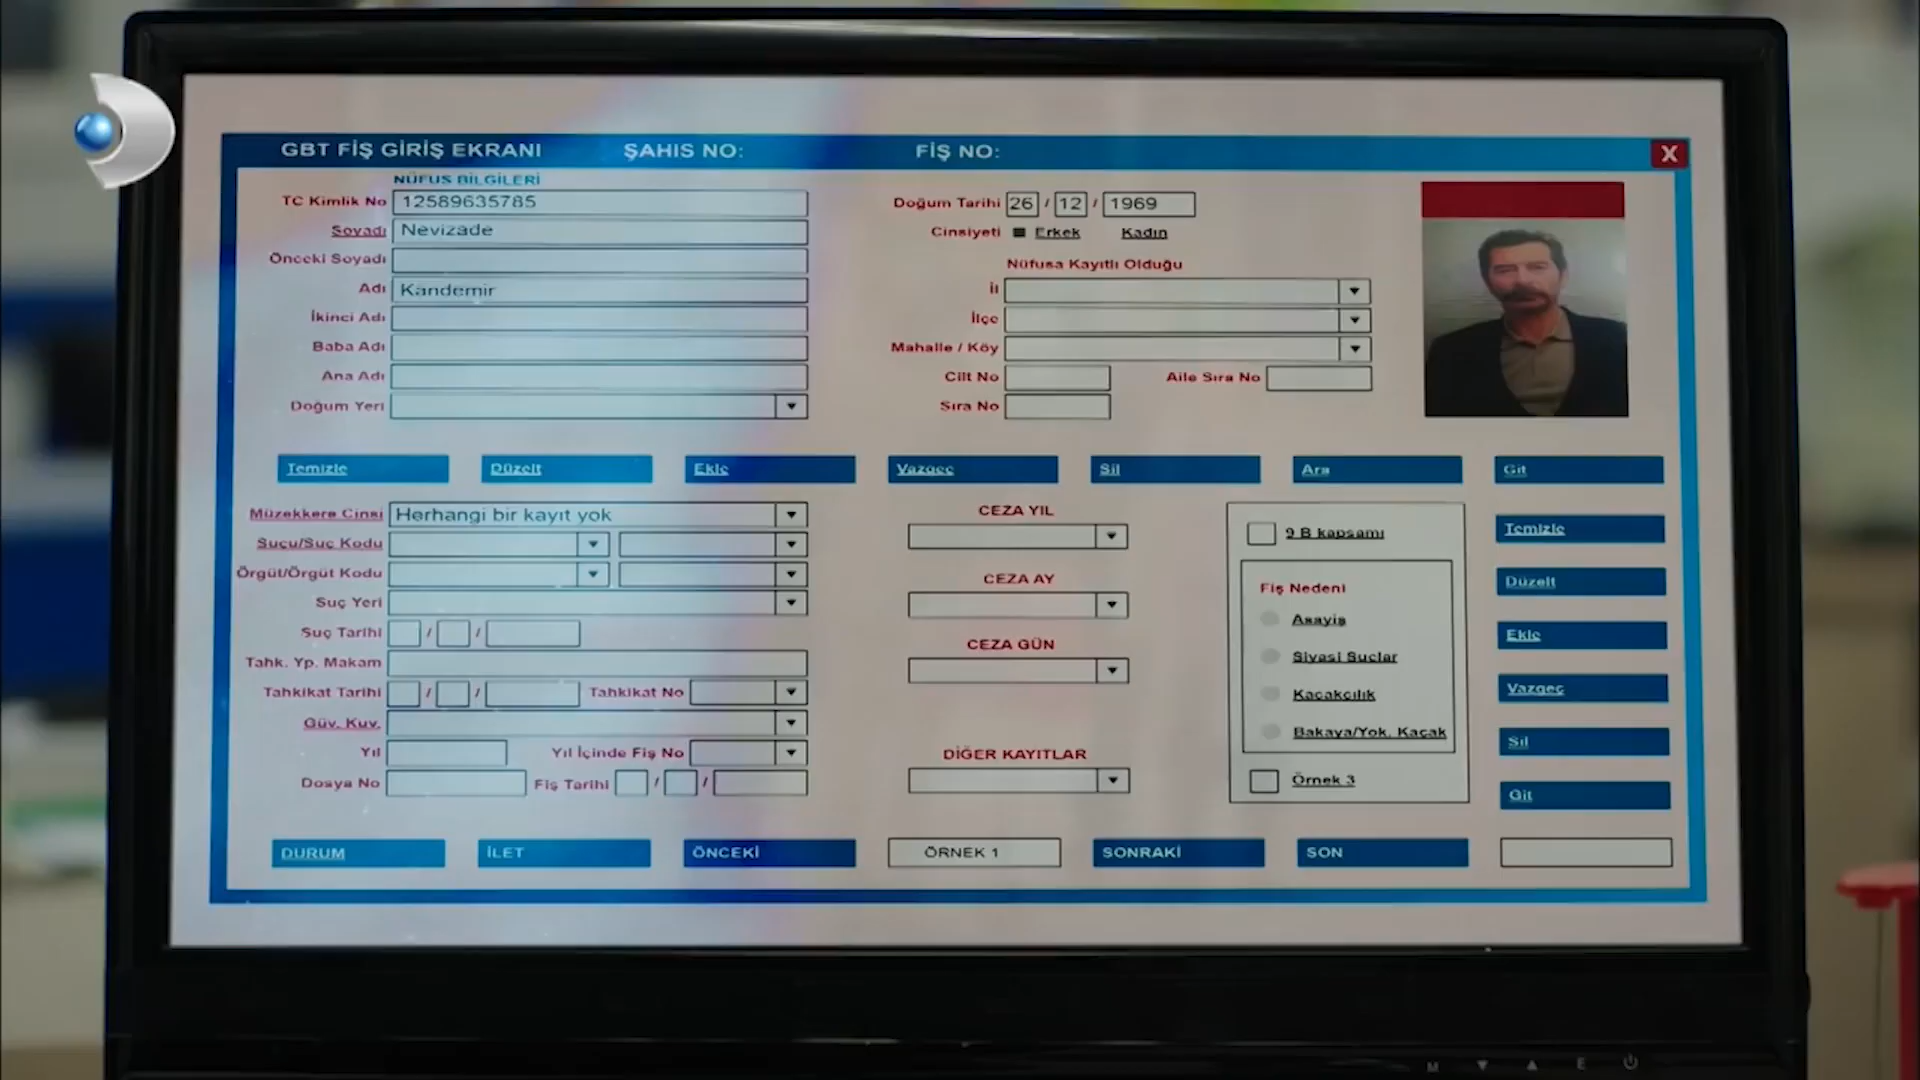 GBT FİŞ GİRİŞ EKRANI ŞAHIS NO: FİŞ NO: X
NÜFUS BİLGİLERİ
TC Kimlik No 12589635785 Doğum Tarihi 26 / 12 / 1969
Soyadı Nevizade Cinsiyeti Erkek Kadın
Önceki Soyadı Nüfusa Kayıtlı Olduğu
Adı Kandemir İl
İkinci Adı İlçe
Baba Adı Mahalle / Köy
Ana Adı Cilt No Aile Sıra No
Doğum Yeri Sıra No
Temizle Düzelt Ekle Vazgeç Sil Ara Git
Müzekkere Cinsi Herhangi bir kayıt yok CEZA YIL 9 B kapsamı Temizle
Suçu/Suç Kodu
Örgüt/Örgüt Kodu CEZA AY Fiş Nedeni Düzelt
Suç Yeri Asayiş
Suç Tarihi / / CEZA GÜN Siyasi Suçlar Ekle
Tahk. Yp. Makam
Tahkikat Tarihi / / Tahkikat No Kaçakçılık Vazgeç
Güv. Kuv. Bakaya/Yok. Kaçak
Yıl Yıl İçinde Fiş No DİĞER KAYITLAR Sil
Dosya No Fiş Tarihi / / Örnek 3 Git
DURUM İLET ÖNCEKİ ÖRNEK 1 SONRAKİ SON
M E